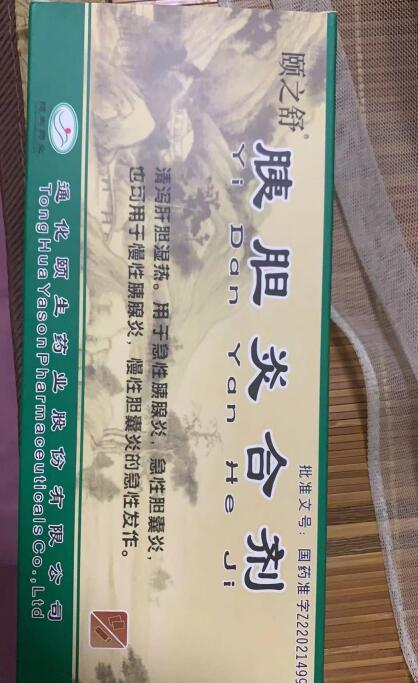 批准文号：国药准字Z22021499
颐之舒®
胰胆炎合剂
Yi Dan Yan He Ji
清泻肝胆湿热。用于急性胰腺炎，急性胆囊炎，
也可用于慢性胰腺炎，慢性胆囊炎的急性发作。
通化颐生药业股份有限公司
TongHua Yason Pharmaceuticals Co.,Ltd